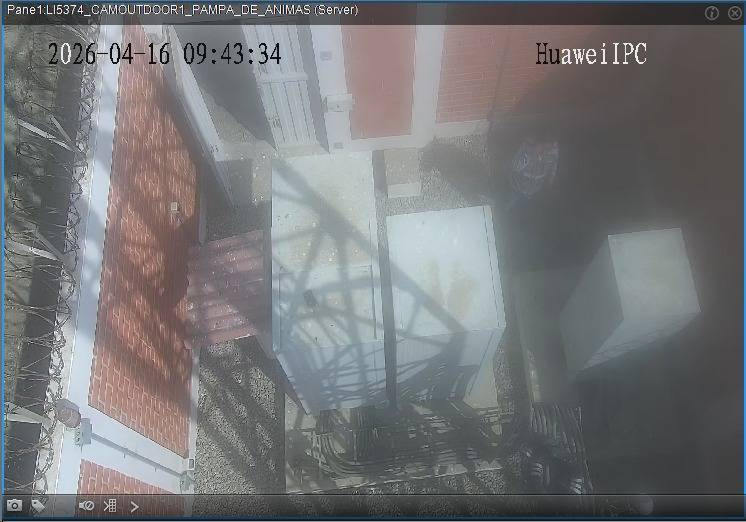 Pane1:LI5374_CAMOUTDOOR1_PAMPA_DE_ANIMAS (Server)
2026-04-16 09:43:34 HuaweiIPC